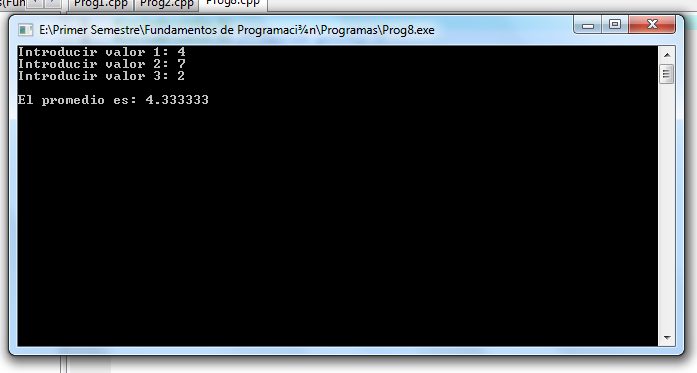 s(Fun
Prog1.cpp Prog2.cpp Prog8.cpp
E:\Primer Semestre\Fundamentos de Programaci¾n\Programas\Prog8.exe
Introducir valor 1: 4
Introducir valor 2: 7
Introducir valor 3: 2
El promedio es: 4.333333